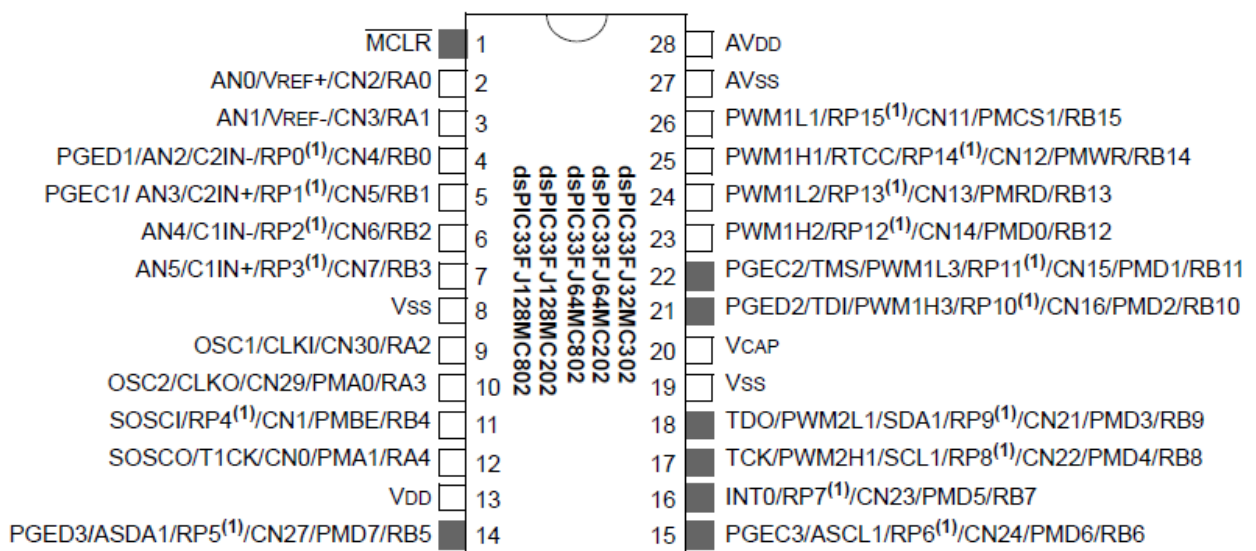 MCLR 1
AN0/VREF+/CN2/RA0 2
AN1/VREF-/CN3/RA1 3
PGED1/AN2/C2IN-/RP0(1)/CN4/RB0 4
PGEC1/ AN3/C2IN+/RP1(1)/CN5/RB1 5
AN4/C1IN-/RP2(1)/CN6/RB2 6
AN5/C1IN+/RP3(1)/CN7/RB3 7
VSS 8
OSC1/CLKI/CN30/RA2 9
OSC2/CLKO/CN29/PMA0/RA3 10
SOSCI/RP4(1)/CN1/PMBE/RB4 11
SOSCO/T1CK/CN0/PMA1/RA4 12
VDD 13
PGED3/ASDA1/RP5(1)/CN27/PMD7/RB5 14
dsPIC33FJ32MC302
dsPIC33FJ64MC202
dsPIC33FJ64MC802
dsPIC33FJ128MC202
dsPIC33FJ128MC802
28 AVDD
27 AVSS
26 PWM1L1/RP15(1)/CN11/PMCS1/RB15
25 PWM1H1/RTCC/RP14(1)/CN12/PMWR/RB14
24 PWM1L2/RP13(1)/CN13/PMRD/RB13
23 PWM1H2/RP12(1)/CN14/PMD0/RB12
22 PGEC2/TMS/PWM1L3/RP11(1)/CN15/PMD1/RB11
21 PGED2/TDI/PWM1H3/RP10(1)/CN16/PMD2/RB10
20 VCAP
19 VSS
18 TDO/PWM2L1/SDA1/RP9(1)/CN21/PMD3/RB9
17 TCK/PWM2H1/SCL1/RP8(1)/CN22/PMD4/RB8
16 INT0/RP7(1)/CN23/PMD5/RB7
15 PGEC3/ASCL1/RP6(1)/CN24/PMD6/RB6